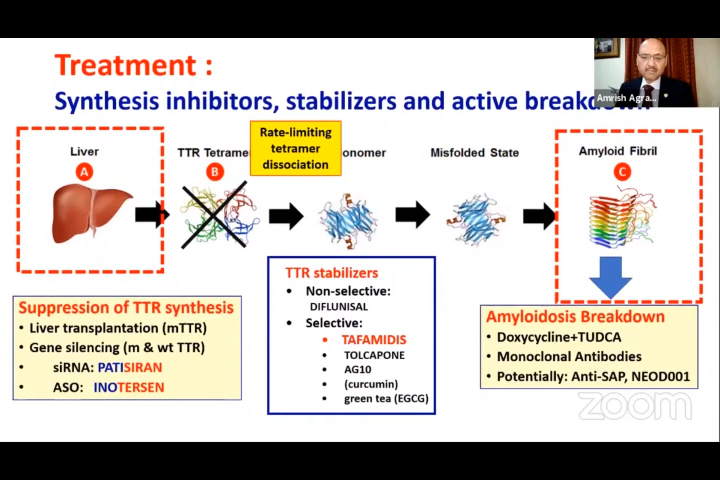 Treatment :
Synthesis inhibitors, stabilizers and active breakdown
Amrish Agra...
Liver
A
TTR Tetramer
B
Rate-limiting
tetramer
dissociation
onomer
Misfolded State
Amyloid Fibril
C
Suppression of TTR synthesis
• Liver transplantation (mTTR)
• Gene silencing (m & wt TTR)
• siRNA: PATISIRAN
• ASO: INOTERSEN
TTR stabilizers
• Non-selective:
DIFLUNISAL
• Selective:
• TAFAMIDIS
• TOLCAPONE
• AG10
• (curcumin)
• green tea (EGCG)
Amyloidosis Breakdown
• Doxycycline+TUDCA
• Monoclonal Antibodies
• Potentially: Anti-SAP, NEOD001
zoom